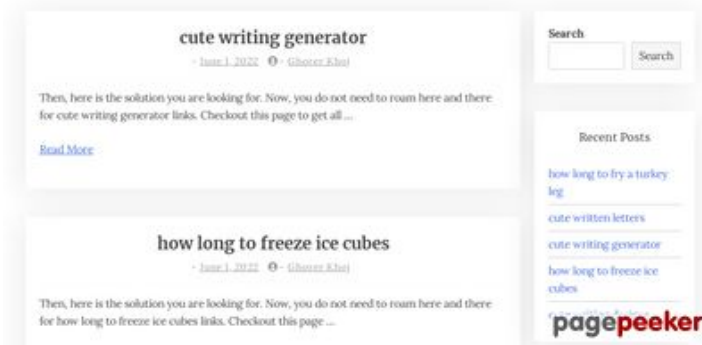 cute writing generator
- June 1, 2022 - Ghorer Khoj
Then, here is the solution you are looking for. Now, you do not need to roam here and there
for cute writing generator links. Checkout this page to get all ...
Read More
how long to freeze ice cubes
- June 1, 2022 - Ghorer Khoj
Then, here is the solution you are looking for. Now, you do not need to roam here and there
for how long to freeze ice cubes links. Checkout this page ...
Search
Search
Recent Posts
how long to fry a turkey
leg
cute written letters
cute writing generator
how long to freeze ice
cubes
pagepeeker